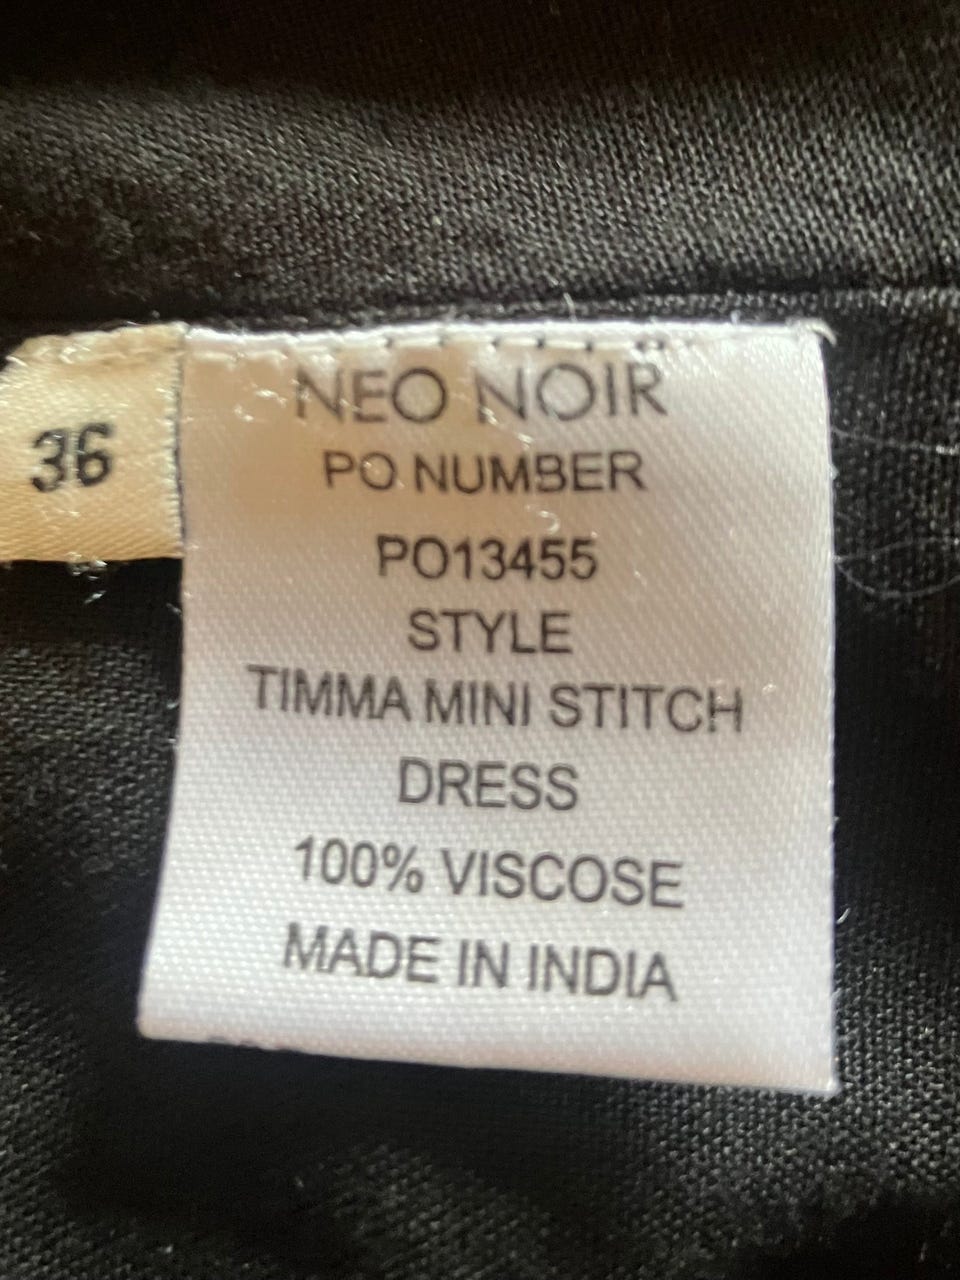 36
NEO NOIR
PO NUMBER
PO13455
STYLE
TIMMA MINI STITCH
DRESS
100% VISCOSE
MADE IN INDIA